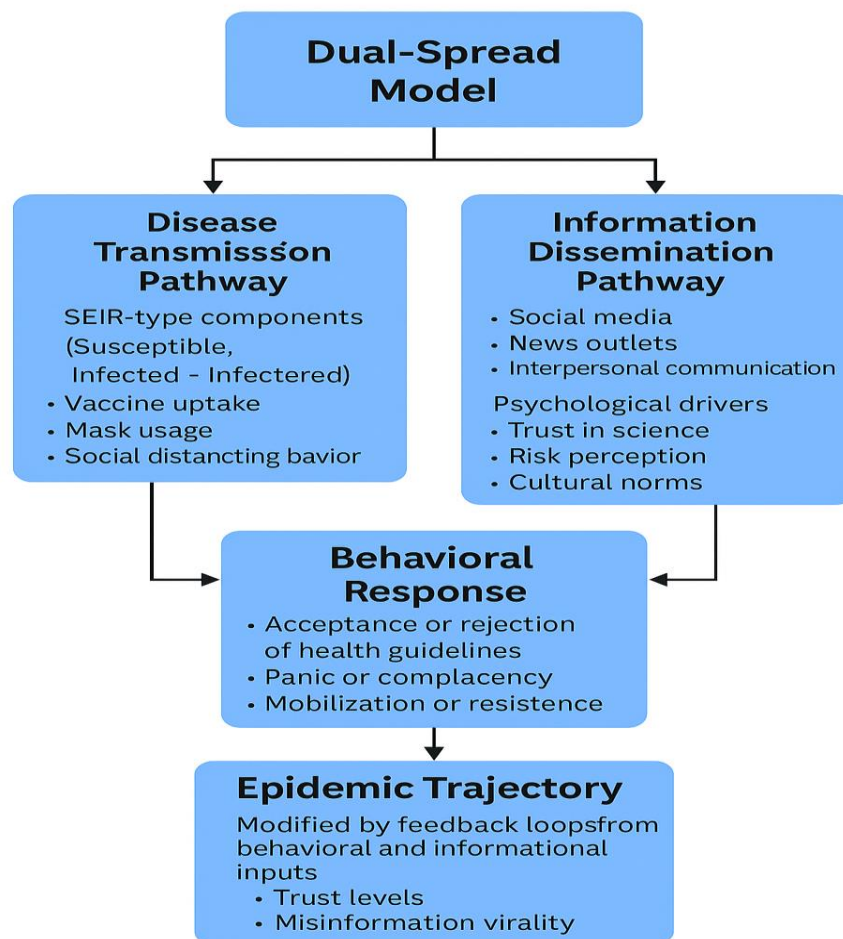 Dual-Spread
Model
Disease
Transmisssion
Pathway
SEIR-type components
(Susceptible,
Infected - Infectered)
• Vaccine uptake
• Mask usage
• Social distancting bavior
Information
Dissemination
Pathway
• Social media
• News outlets
• Interpersonal communication
Psychological drivers
• Trust in science
• Risk perception
• Cultural norms
Behavioral
Response
• Acceptance or rejection
of health guidelines
• Panic or complacency
• Mobilization or resistence
Epidemic Trajectory
Modified by feedback loopsfrom
behavioral and informational
inputs
• Trust levels
• Misinformation virality